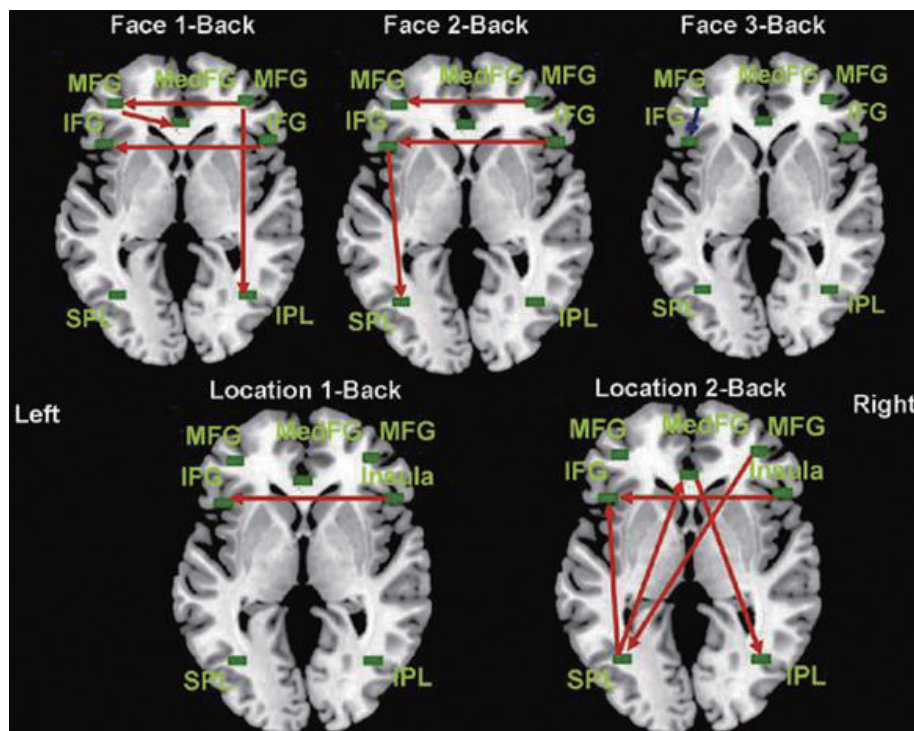 Face 1-Back
Face 2-Back
Face 3-Back
MFG MedFG MFG
IFG IFG
SPL IPL
MFG MedFG MFG
IFG IFG
SPL IPL
MFG MedFG MFG
IFG IFG
SPL IPL
Left
Location 1-Back
Location 2-Back
Right
MFG MedFG MFG
IFG Insula
SPL IPL
MFG MedFG MFG
IFG Insula
SPL IPL